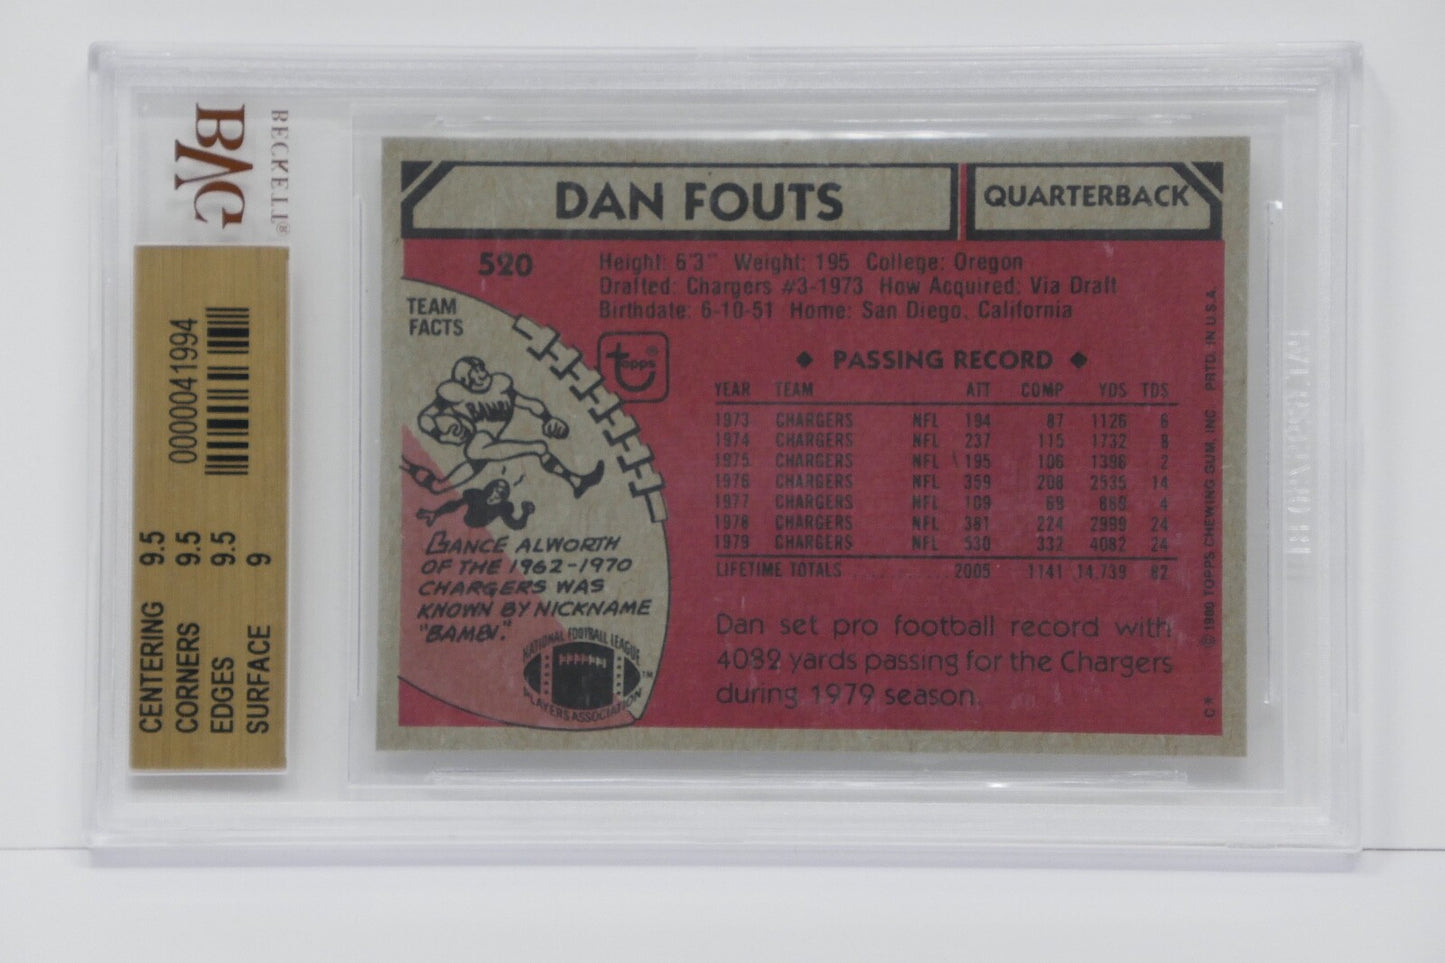 BECKETT®
BVG
0000041994
CENTERING 9.5
CORNERS 9.5
EDGES 9.5
SURFACE 9
DAN FOUTS
QUARTERBACK
520
Height: 6'3" Weight: 195 College: Oregon
Drafted: Chargers #3-1973 How Acquired: Via Draft
Birthdate: 6-10-51 Home: San Diego, California
TEAM
FACTS
topps®
BAMBI
LANCE ALWORTH
OF THE 1962-1970
CHARGERS WAS
KNOWN BY NICKNAME
"BAMBI."
NATIONAL FOOTBALL LEAGUE
PLAYERS ASSOCIATION
TM
◆ PASSING RECORD ◆
YEAR TEAM ATT COMP YDS TDS
1973 CHARGERS NFL 194 87 1126 6
1974 CHARGERS NFL 237 115 1732 8
1975 CHARGERS NFL 195 106 1396 2
1976 CHARGERS NFL 359 208 2535 14
1977 CHARGERS NFL 109 69 869 4
1978 CHARGERS NFL 381 224 2999 24
1979 CHARGERS NFL 530 332 4082 24
LIFETIME TOTALS .......... 2005 1141 14,739 82
Dan set pro football record with
4082 yards passing for the Chargers
during 1979 season.
C* © 1980 TOPPS CHEWING GUM, INC. PRTD. IN U.S.A.